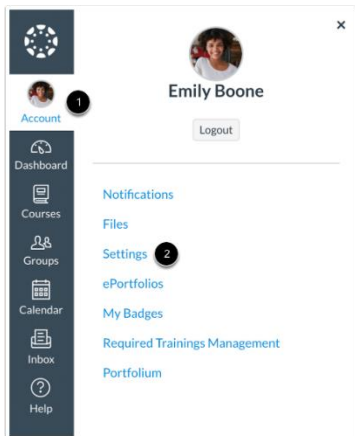 ×
Emily Boone
Logout
1
Account
Dashboard
Courses
Groups
Calendar
Inbox
Help
Notifications
Files
Settings 2
ePortfolios
My Badges
Required Trainings Management
Portfolium